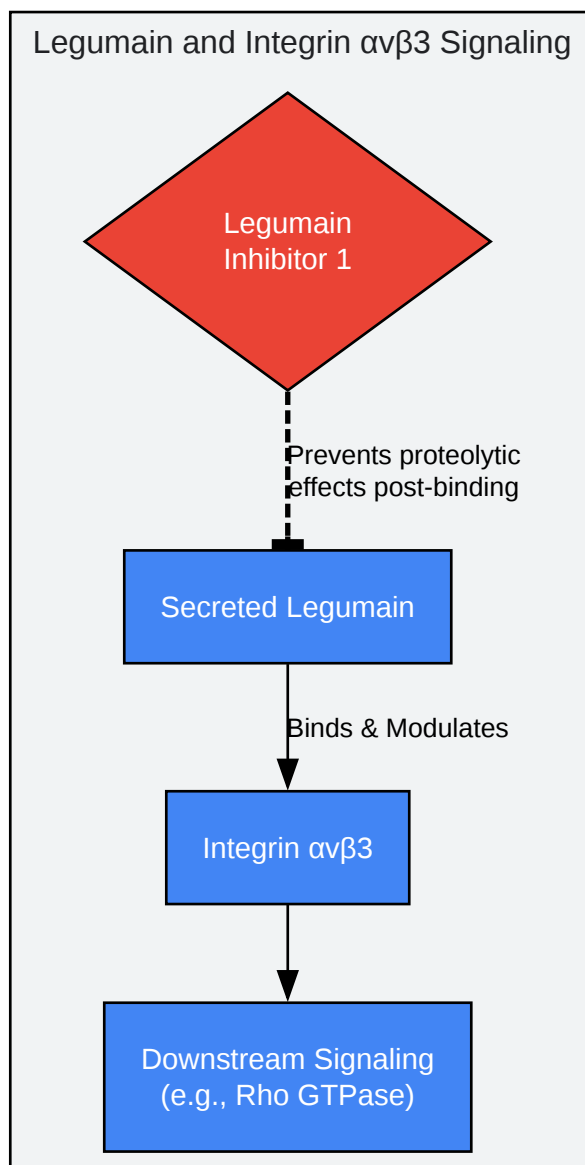 Legumain and Integrin αvβ3 Signaling
Legumain
Inhibitor 1
Prevents proteolytic
effects post-binding
Secreted Legumain
Binds & Modulates
Integrin αvβ3
Downstream Signaling
(e.g., Rho GTPase)